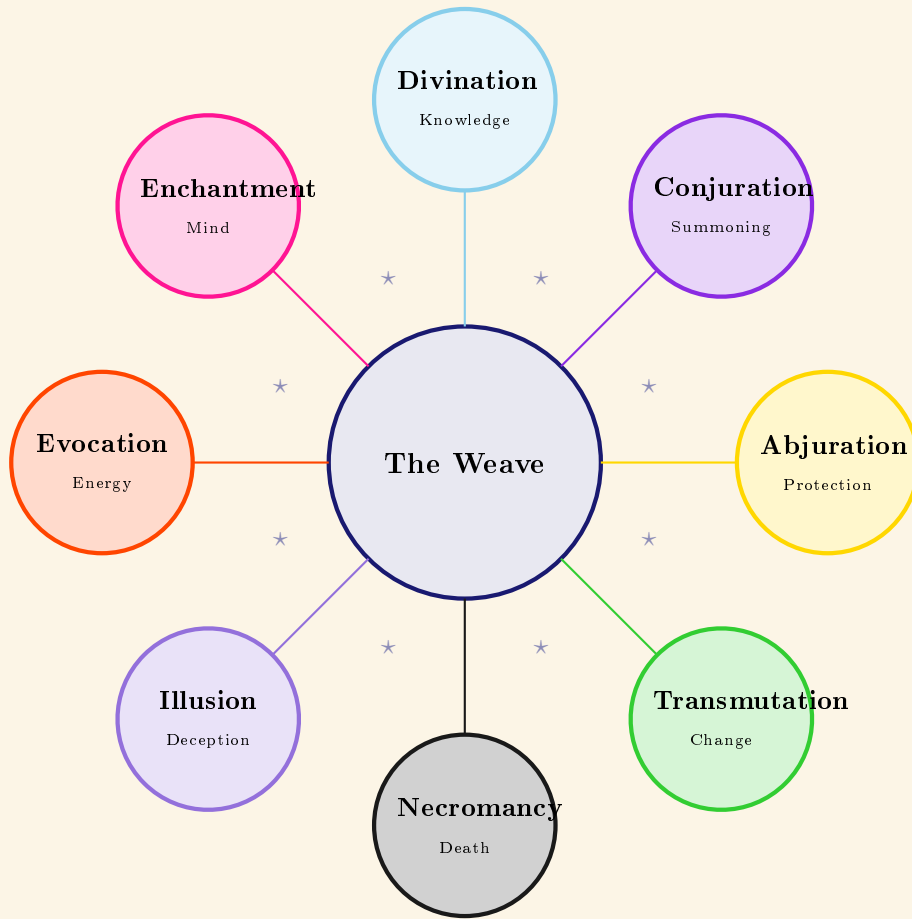 Divination
Knowledge
Enchantment
Mind
Conjuration
Summoning
Evocation
Energy
The Weave
Abjuration
Protection
Illusion
Deception
Transmutation
Change
Necromancy
Death